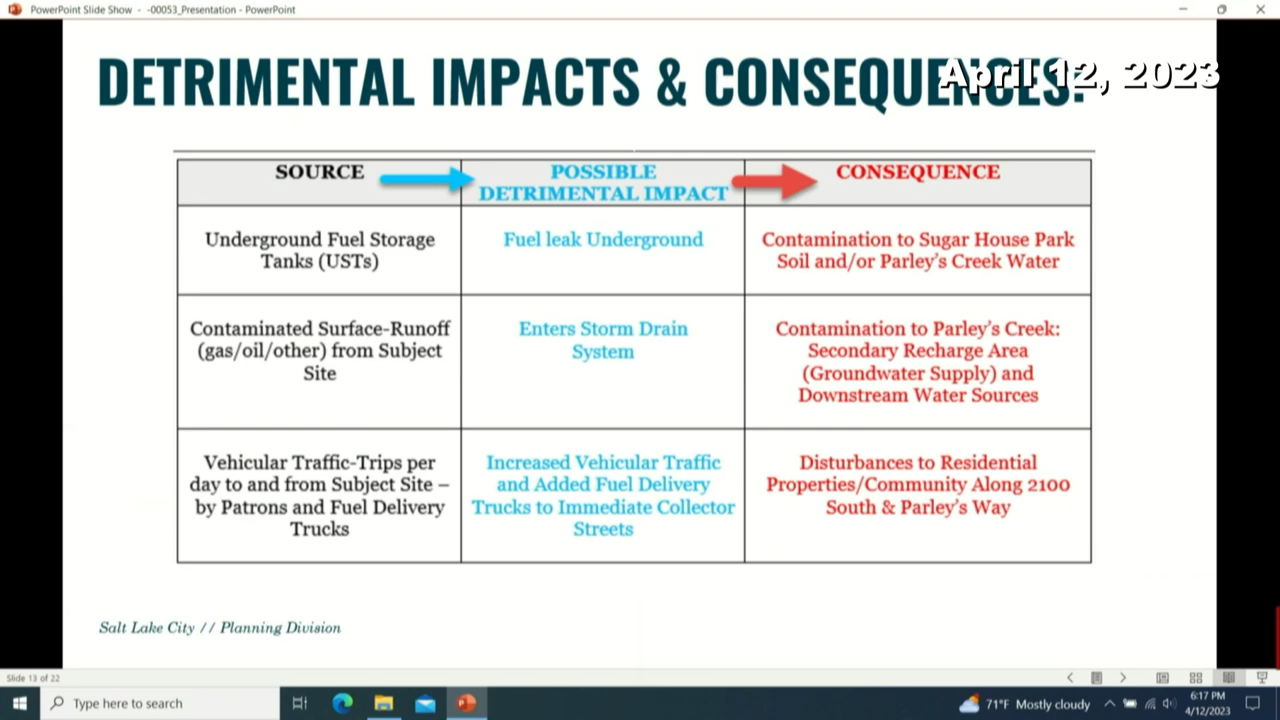 PowerPoint Slide Show - -00053_Presentation - PowerPoint
DETRIMENTAL IMPACTS & CONSEQUENCES:
April 12, 2023
SOURCE
POSSIBLE
DETRIMENTAL IMPACT
CONSEQUENCE
Underground Fuel Storage
Tanks (USTs)
Fuel leak Underground
Contamination to Sugar House Park
Soil and/or Parley's Creek Water
Contaminated Surface-Runoff
(gas/oil/other) from Subject
Site
Enters Storm Drain
System
Contamination to Parley's Creek:
Secondary Recharge Area
(Groundwater Supply) and
Downstream Water Sources
Vehicular Traffic-Trips per
day to and from Subject Site –
by Patrons and Fuel Delivery
Trucks
Increased Vehicular Traffic
and Added Fuel Delivery
Trucks to Immediate Collector
Streets
Disturbances to Residential
Properties/Community Along 2100
South & Parley's Way
Salt Lake City // Planning Division
Slide 13 of 22
Type here to search
71°F Mostly cloudy
6:17 PM
4/12/2023